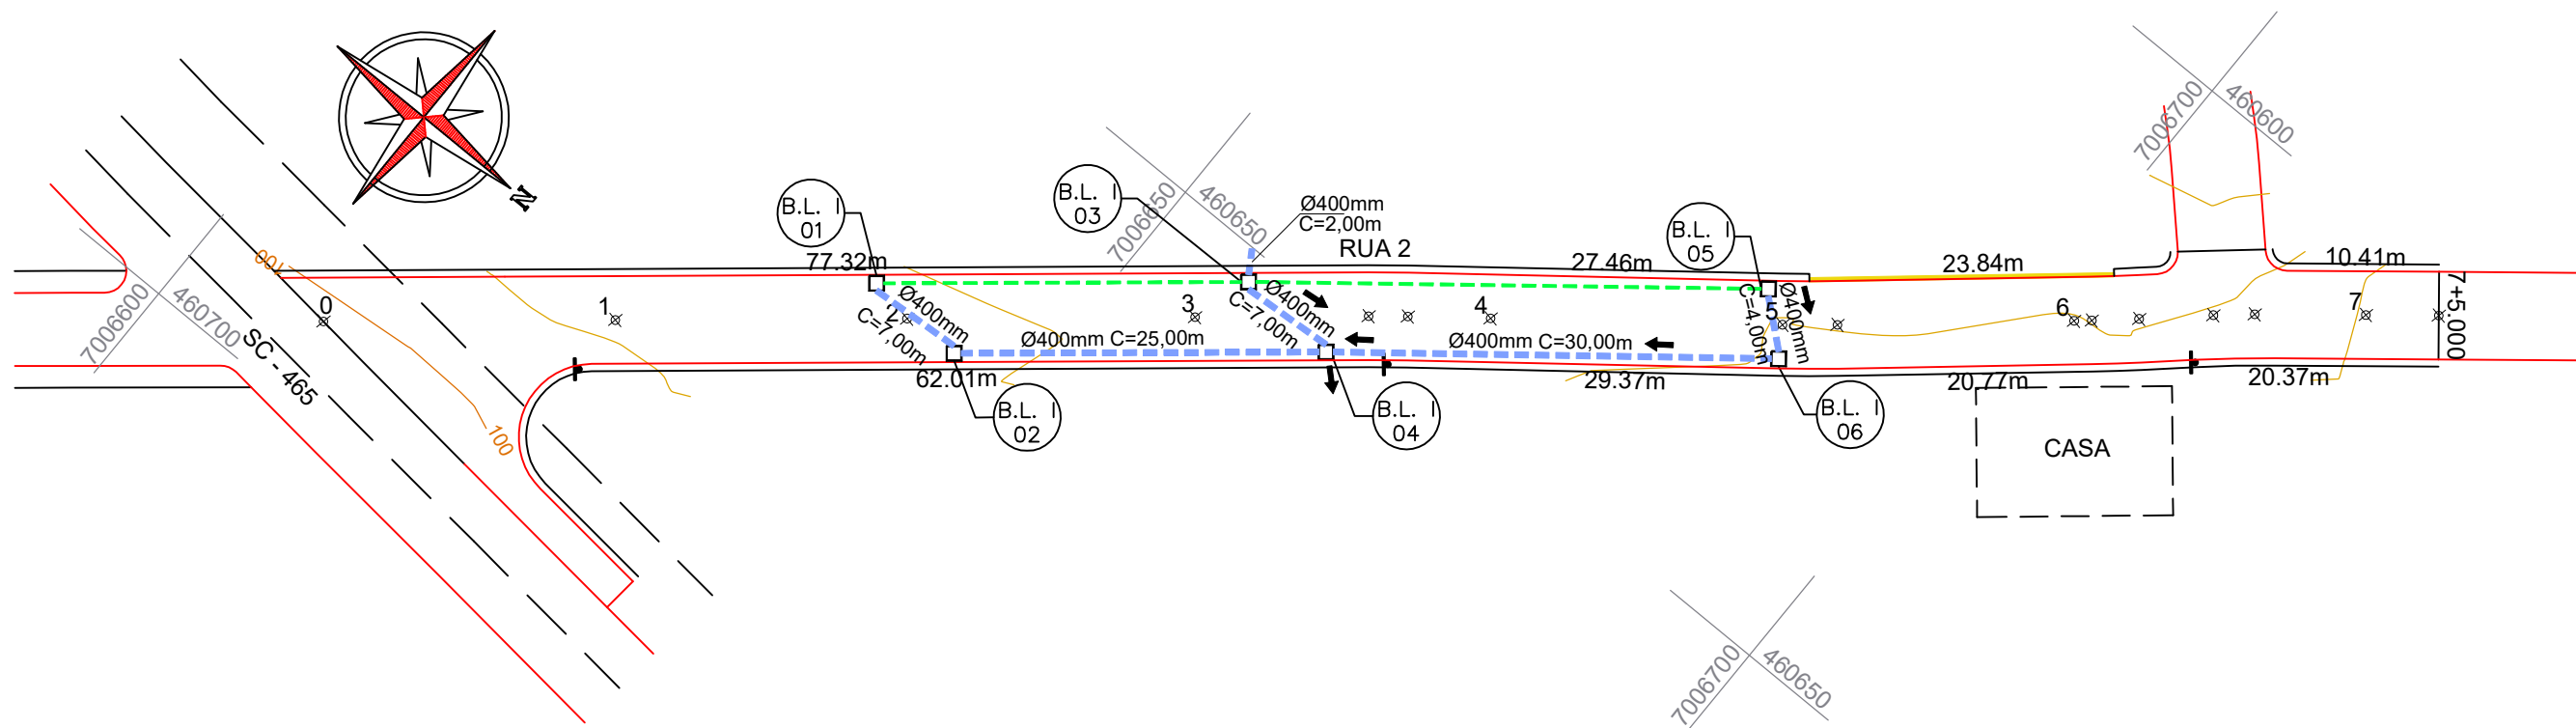 N
7006650
460650
7006700
460600
B.L. I
01
B.L. I
03
Ø400mm
C=2,00m
RUA 2
B.L. I
05
77.32m
27.46m
23.84m
10.41m
100
7006600
460700
SC - 465
0
1
2
3
4
5
6
7
7+5.000
Ø400mm
C=7,00m
Ø400mm
C=7,00m
Ø400mm
C=4,00m
Ø400mm C=25,00m
Ø400mm C=30,00m
62.01m
29.37m
20.77m
20.37m
100
B.L. I
02
B.L. I
04
B.L. I
06
CASA
7006700
460650